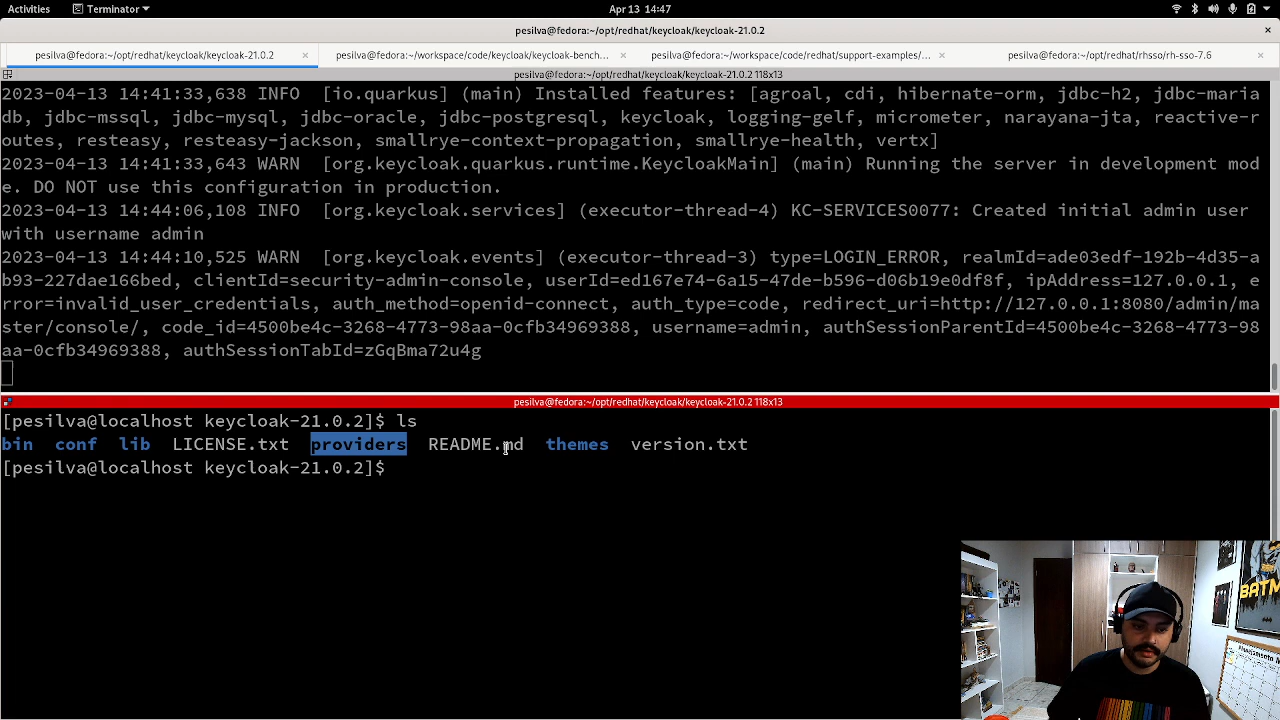 Activities
Terminator
Apr 13 14:47
pesilva@fedora:~/opt/redhat/keycloak/keycloak-21.0.2
pesilva@fedora:~/opt/redhat/keycloak/keycloak-21.0.2
pesilva@fedora:~/workspace/code/keycloak/keycloak-bench...
pesilva@fedora:~/workspace/code/redhat/support-examples/...
pesilva@fedora:~/opt/redhat/rhsso/rh-sso-7.6
pesilva@fedora:~/opt/redhat/keycloak/keycloak-21.0.2 118x13
2023-04-13 14:41:33,638 INFO  [io.quarkus] (main) Installed features: [agroal, cdi, hibernate-orm, jdbc-h2, jdbc-maria
db, jdbc-mssql, jdbc-mysql, jdbc-oracle, jdbc-postgresql, keycloak, logging-gelf, micrometer, narayana-jta, reactive-r
outes, resteasy, resteasy-jackson, smallrye-context-propagation, smallrye-health, vertx]
2023-04-13 14:41:33,643 WARN  [org.keycloak.quarkus.runtime.KeycloakMain] (main) Running the server in development mod
e. DO NOT use this configuration in production.
2023-04-13 14:44:06,108 INFO  [org.keycloak.services] (executor-thread-4) KC-SERVICES0077: Created initial admin user
with username admin
2023-04-13 14:44:10,525 WARN  [org.keycloak.events] (executor-thread-3) type=LOGIN_ERROR, realmId=ade03edf-192b-4d35-a
b93-227dae166bed, clientId=security-admin-console, userId=ed167e74-6a15-47de-b596-d06b19e0df8f, ipAddress=127.0.0.1, e
rror=invalid_user_credentials, auth_method=openid-connect, auth_type=code, redirect_uri=http://127.0.0.1:8080/admin/ma
ster/console/, code_id=4500be4c-3268-4773-98aa-0cfb34969388, username=admin, authSessionParentId=4500be4c-3268-4773-98
aa-0cfb34969388, authSessionTabId=zGqBma72u4g
pesilva@fedora:~/opt/redhat/keycloak/keycloak-21.0.2 118x13
[pesilva@localhost keycloak-21.0.2]$ ls
bin  conf  lib  LICENSE.txt  providers  README.md  themes  version.txt
[pesilva@localhost keycloak-21.0.2]$